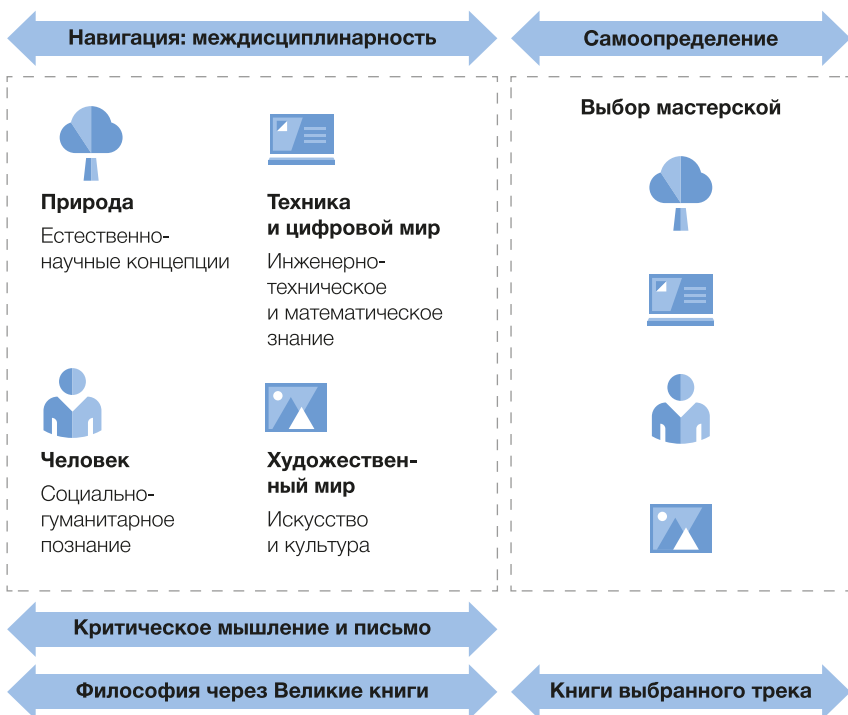 Навигация: междисциплинарность
Самоопределение
Выбор мастерской
Природа
Естественно-
научные концепции
Техника
и цифровой мир
Инженерно-
техническое
и математическое
знание
Человек
Социально-
гуманитарное
познание
Художествен-
ный мир
Искусство
и культура
Критическое мышление и письмо
Философия через Великие книги
Книги выбранного трека